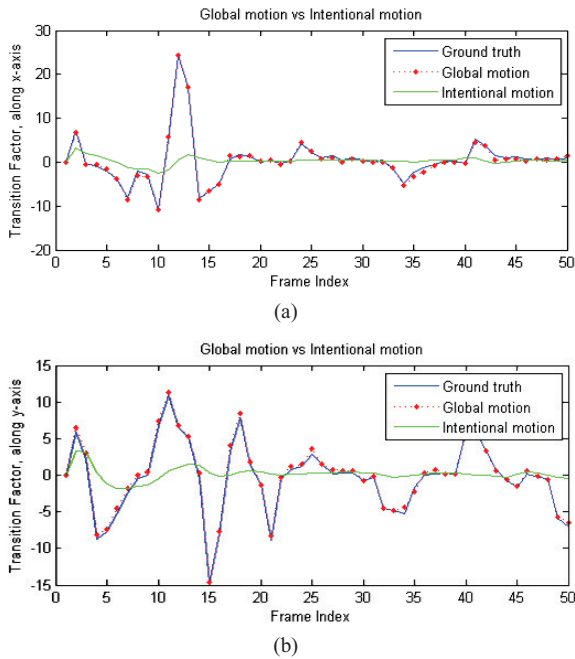 Global motion vs Intentional motion
30
20
10
0
-10
-20
Transition Factor, along x-axis
Ground truth
Global motion
Intentional motion
0 5 10 15 20 25 30 35 40 45 50
Frame Index
(a)
Global motion vs Intentional motion
15
10
5
0
-5
-10
-15
Transition Factor, along y-axis
Ground truth
Global motion
Intentional motion
0 5 10 15 20 25 30 35 40 45 50
Frame Index
(b)